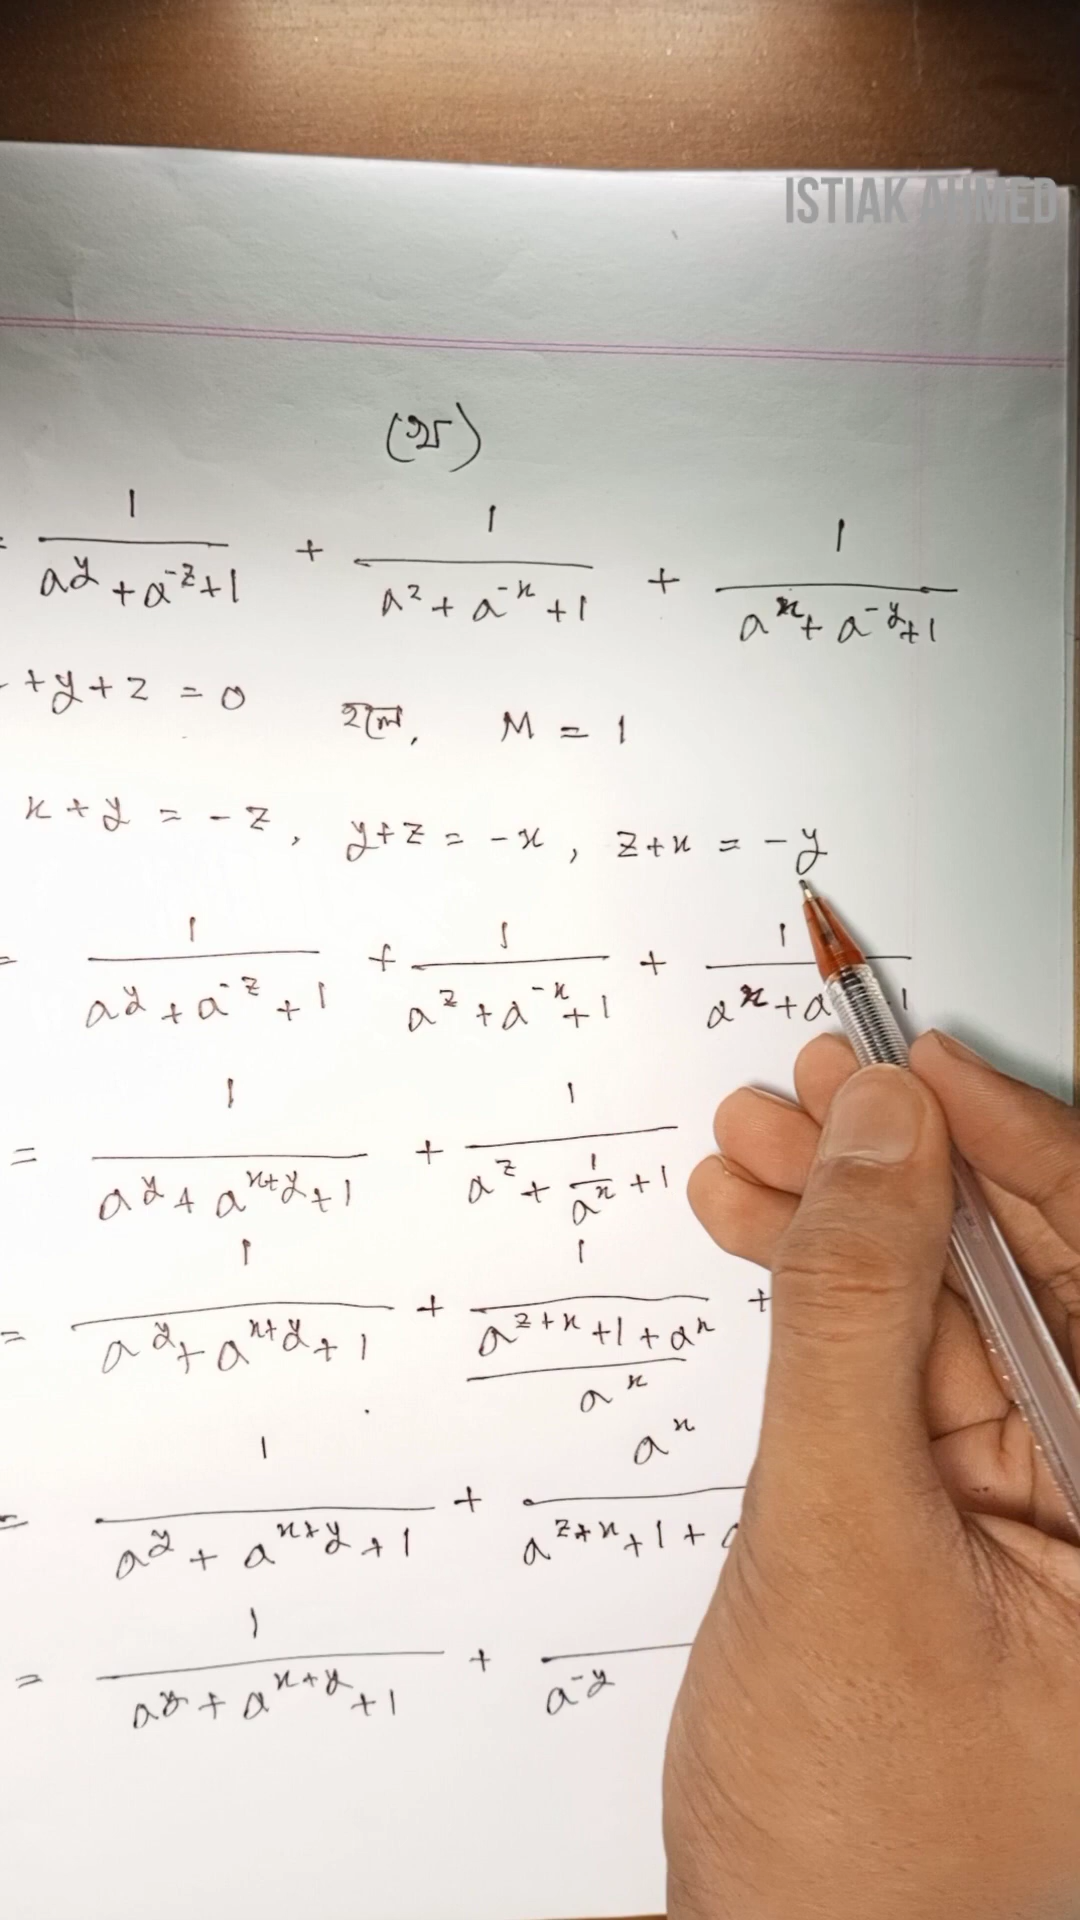 ISTIAK AHMED
(খ)
= 1/(a^y + a^-z + 1) + 1/(a^z + a^-x + 1) + 1/(a^x + a^-y + 1)
+ y + z = 0 হলে, M = 1
x + y = -z, y + z = -x, z + x = -y
= 1/(a^y + a^-z + 1) + 1/(a^z + a^-x + 1) + 1/(a^x + a 1
= 1/(a^y + a^x+y + 1) + 1/(a^z + 1/a^x + 1)
= 1/(a^y + a^x+y + 1) + 1/((a^z+x + 1 + a^x)/a^x) +
= 1/(a^y + a^x+y + 1) + a^x/(a^z+x + 1 +
= 1/(a^y + a^x+y + 1) + /(a^-y